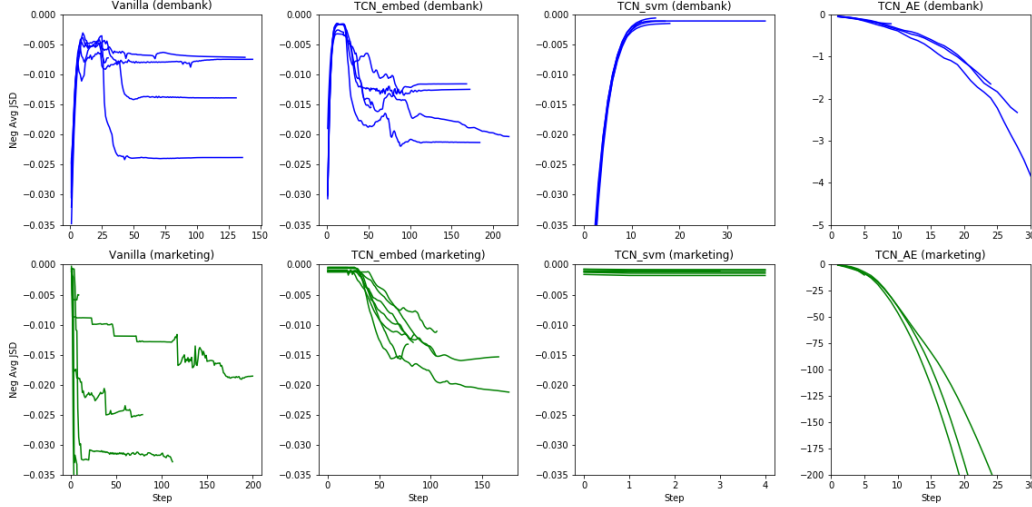 Vanilla (dembank)
TCN_embed (dembank)
TCN_svm (dembank)
TCN_AE (dembank)
Neg Avg JSD
0.000
−0.005
−0.010
−0.015
−0.020
−0.025
−0.030
−0.035
0 25 50 75 100 125 150
0.000
−0.005
−0.010
−0.015
−0.020
−0.025
−0.030
−0.035
0 50 100 150 200
0.000
−0.005
−0.010
−0.015
−0.020
−0.025
−0.030
−0.035
0 10 20 30
0
−1
−2
−3
−4
−5
0 5 10 15 20 25 30
Vanilla (marketing)
TCN_embed (marketing)
TCN_svm (marketing)
TCN_AE (marketing)
Neg Avg JSD
0.000
−0.005
−0.010
−0.015
−0.020
−0.025
−0.030
−0.035
0 50 100 150 200
Step
0.000
−0.005
−0.010
−0.015
−0.020
−0.025
−0.030
−0.035
0 50 100 150
Step
0.000
−0.005
−0.010
−0.015
−0.020
−0.025
−0.030
−0.035
0 1 2 3 4
Step
0
−25
−50
−75
−100
−125
−150
−175
−200
0 5 10 15 20 25 30
Step